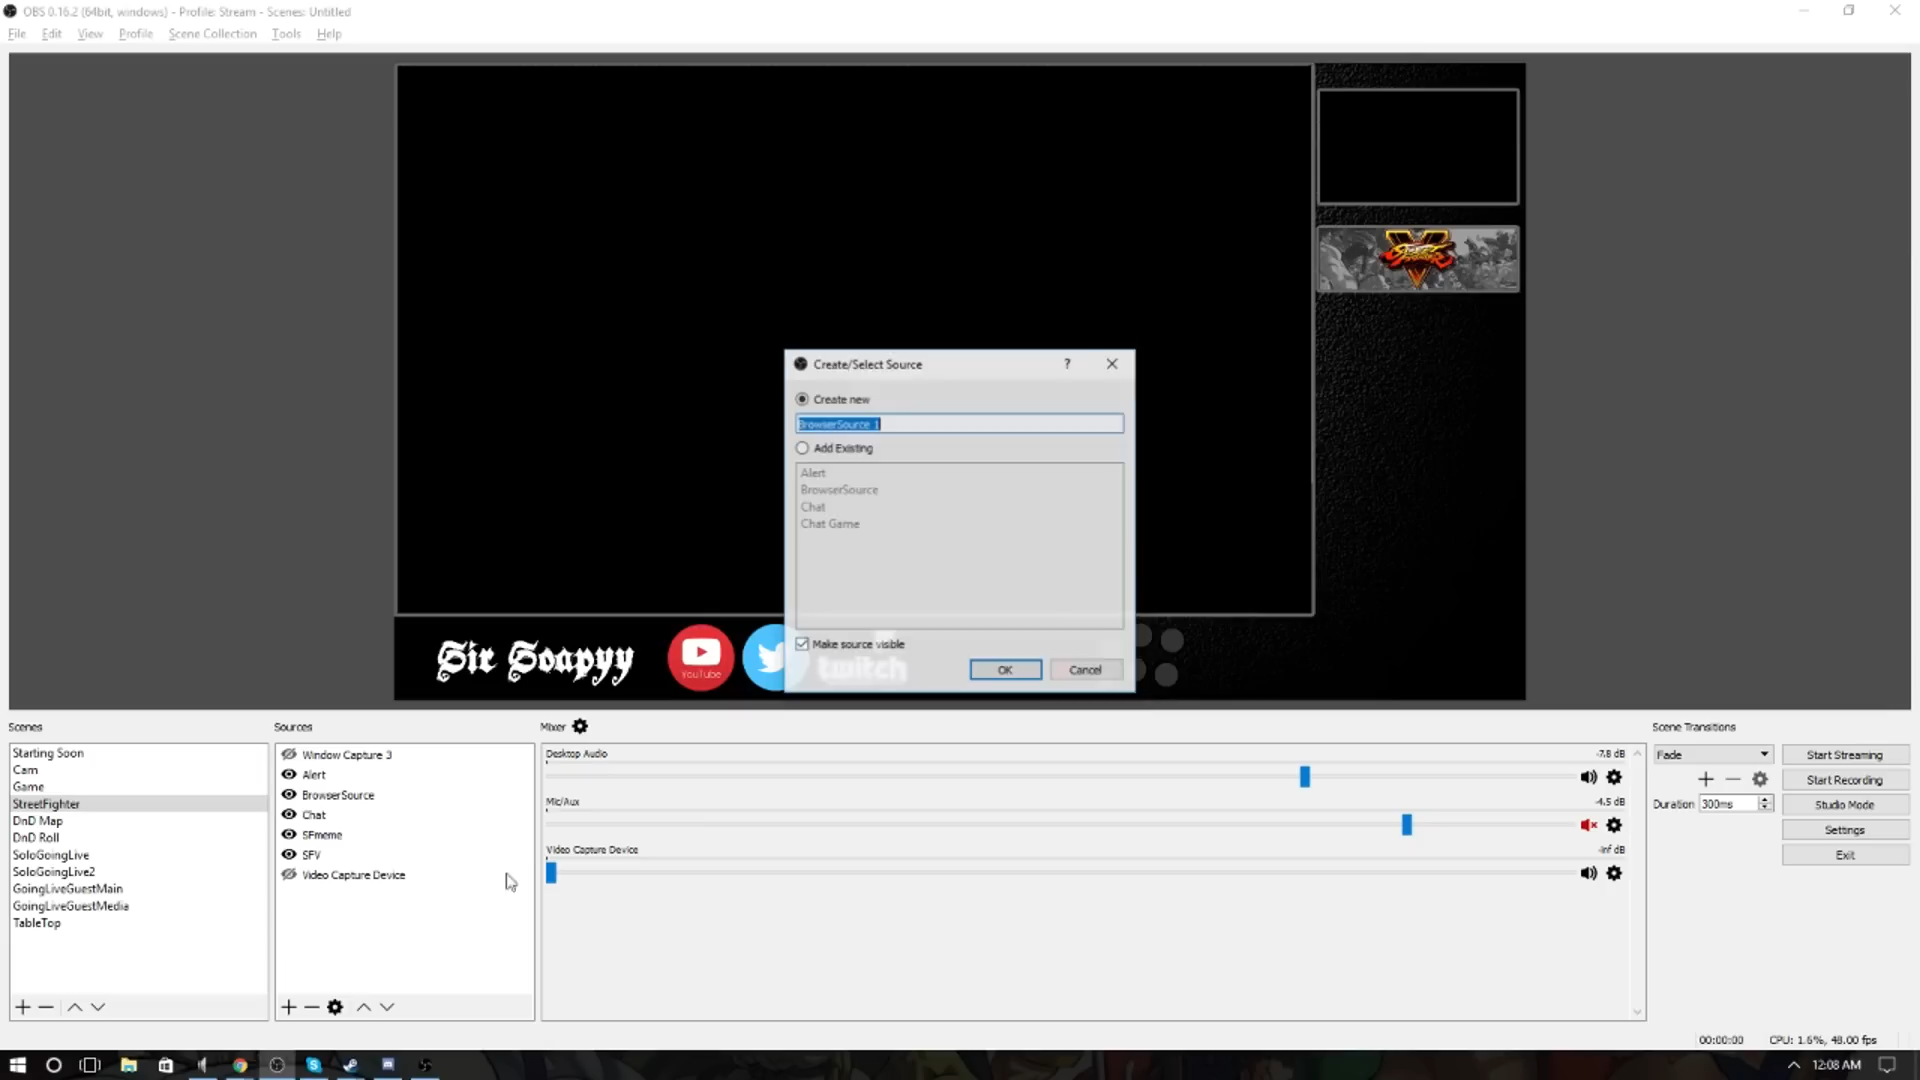 OBS 0.16.2 (64bit, windows) - Profile: Stream - Scenes: Untitled
File Edit View Profile Scene Collection Tools Help
Street Fighter
V
Create/Select Source
?
Create new
BrowserSource 1
Add Existing
Alert
BrowserSource
Chat
Chat Game
Make source visible
OK Cancel
Sir Soapyy
YouTube
twitch
Scenes
Starting Soon
Cam
Game
StreetFighter
DnD Map
DnD Roll
SoloGoingLive
SoloGoingLive2
GoingLiveGuestMain
GoingLiveGuestMedia
TableTop
Sources
Window Capture 3
Alert
BrowserSource
Chat
SFmeme
SFV
Video Capture Device
Mixer
Desktop Audio -7.8 dB
Mic/Aux -4.5 dB
Video Capture Device -inf dB
Scene Transitions
Fade
Duration 300ms
Start Streaming
Start Recording
Studio Mode
Settings
Exit
00:00:00 CPU: 1.6%, 48.00 fps
12:08 AM